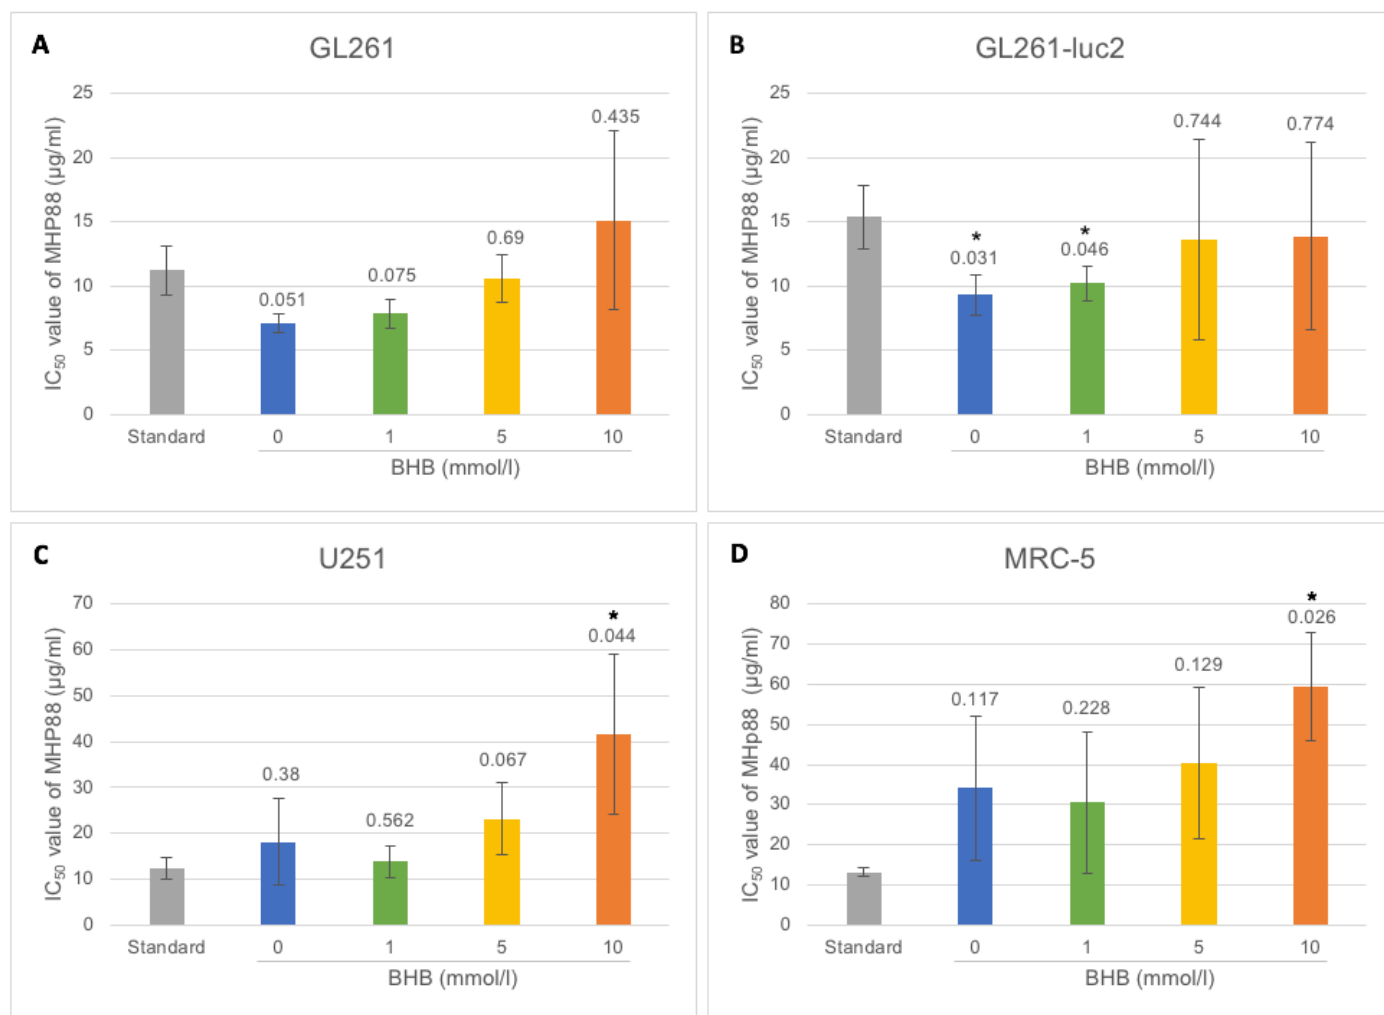 A
GL261
IC50 value of MHP88 (µg/ml)
25
20
15
10
5
0
0.051
0.075
0.69
0.435
Standard 0 1 5 10
BHB (mmol/l)
B
GL261-luc2
IC50 value of MHP88 (µg/ml)
25
20
15
10
5
0
*
0.031
*
0.046
0.744
0.774
Standard 0 1 5 10
BHB (mmol/l)
C
U251
IC50 value of MHP88 (µg/ml)
70
60
50
40
30
20
10
0
0.38
0.562
0.067
*
0.044
Standard 0 1 5 10
BHB (mmol/l)
D
MRC-5
IC50 value of MHp88 (µg/ml)
80
70
60
50
40
30
20
10
0
0.117
0.228
0.129
*
0.026
Standard 0 1 5 10
BHB (mmol/l)